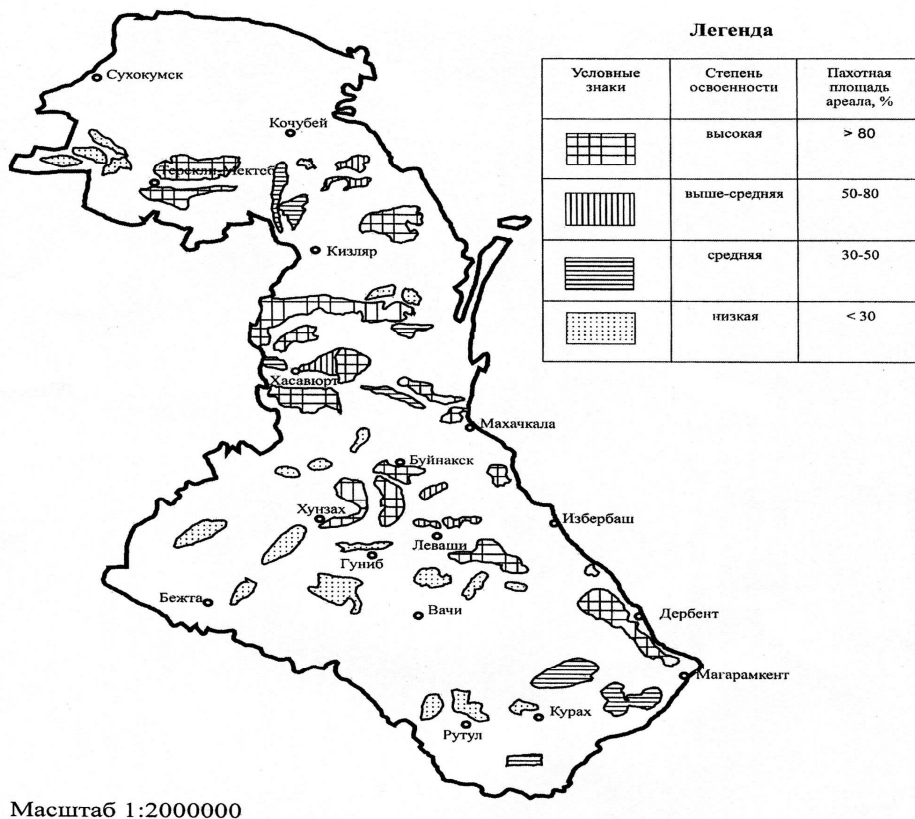 Легенда
Условные знаки
Степень освоенности
Пахотная площадь ареала, %
высокая
> 80
выше-средняя
50-80
средняя
30-50
низкая
< 30
Сухокумск
Кочубей
Терекли-Мектеб
Кизляр
Хасавюрт
Махачкала
Буйнакск
Хунзах
Избербаш
Леваши
Гуниб
Бежта
Вачи
Дербент
Магарамкент
Курах
Рутул
Масштаб 1:2000000